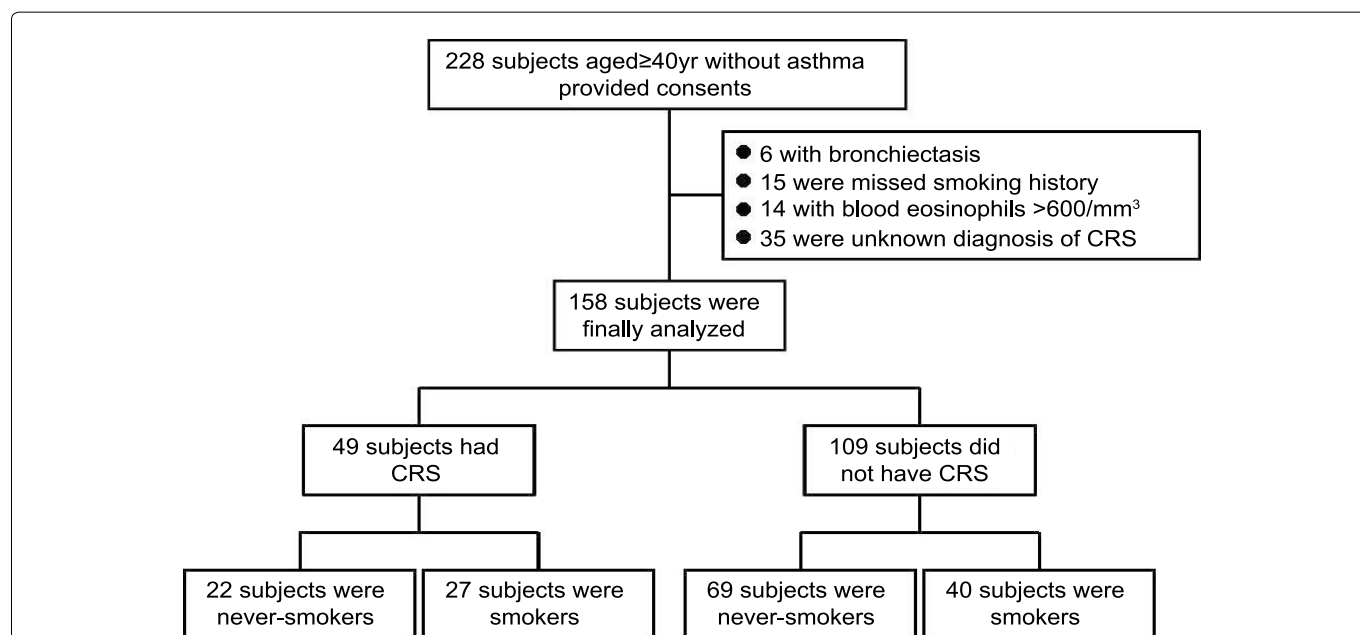 228 subjects aged≥40yr without asthma
provided consents
● 6 with bronchiectasis
● 15 were missed smoking history
● 14 with blood eosinophils >600/mm³
● 35 were unknown diagnosis of CRS
158 subjects were
finally analyzed
49 subjects had
CRS
109 subjects did
not have CRS
22 subjects were
never-smokers
27 subjects were
smokers
69 subjects were
never-smokers
40 subjects were
smokers